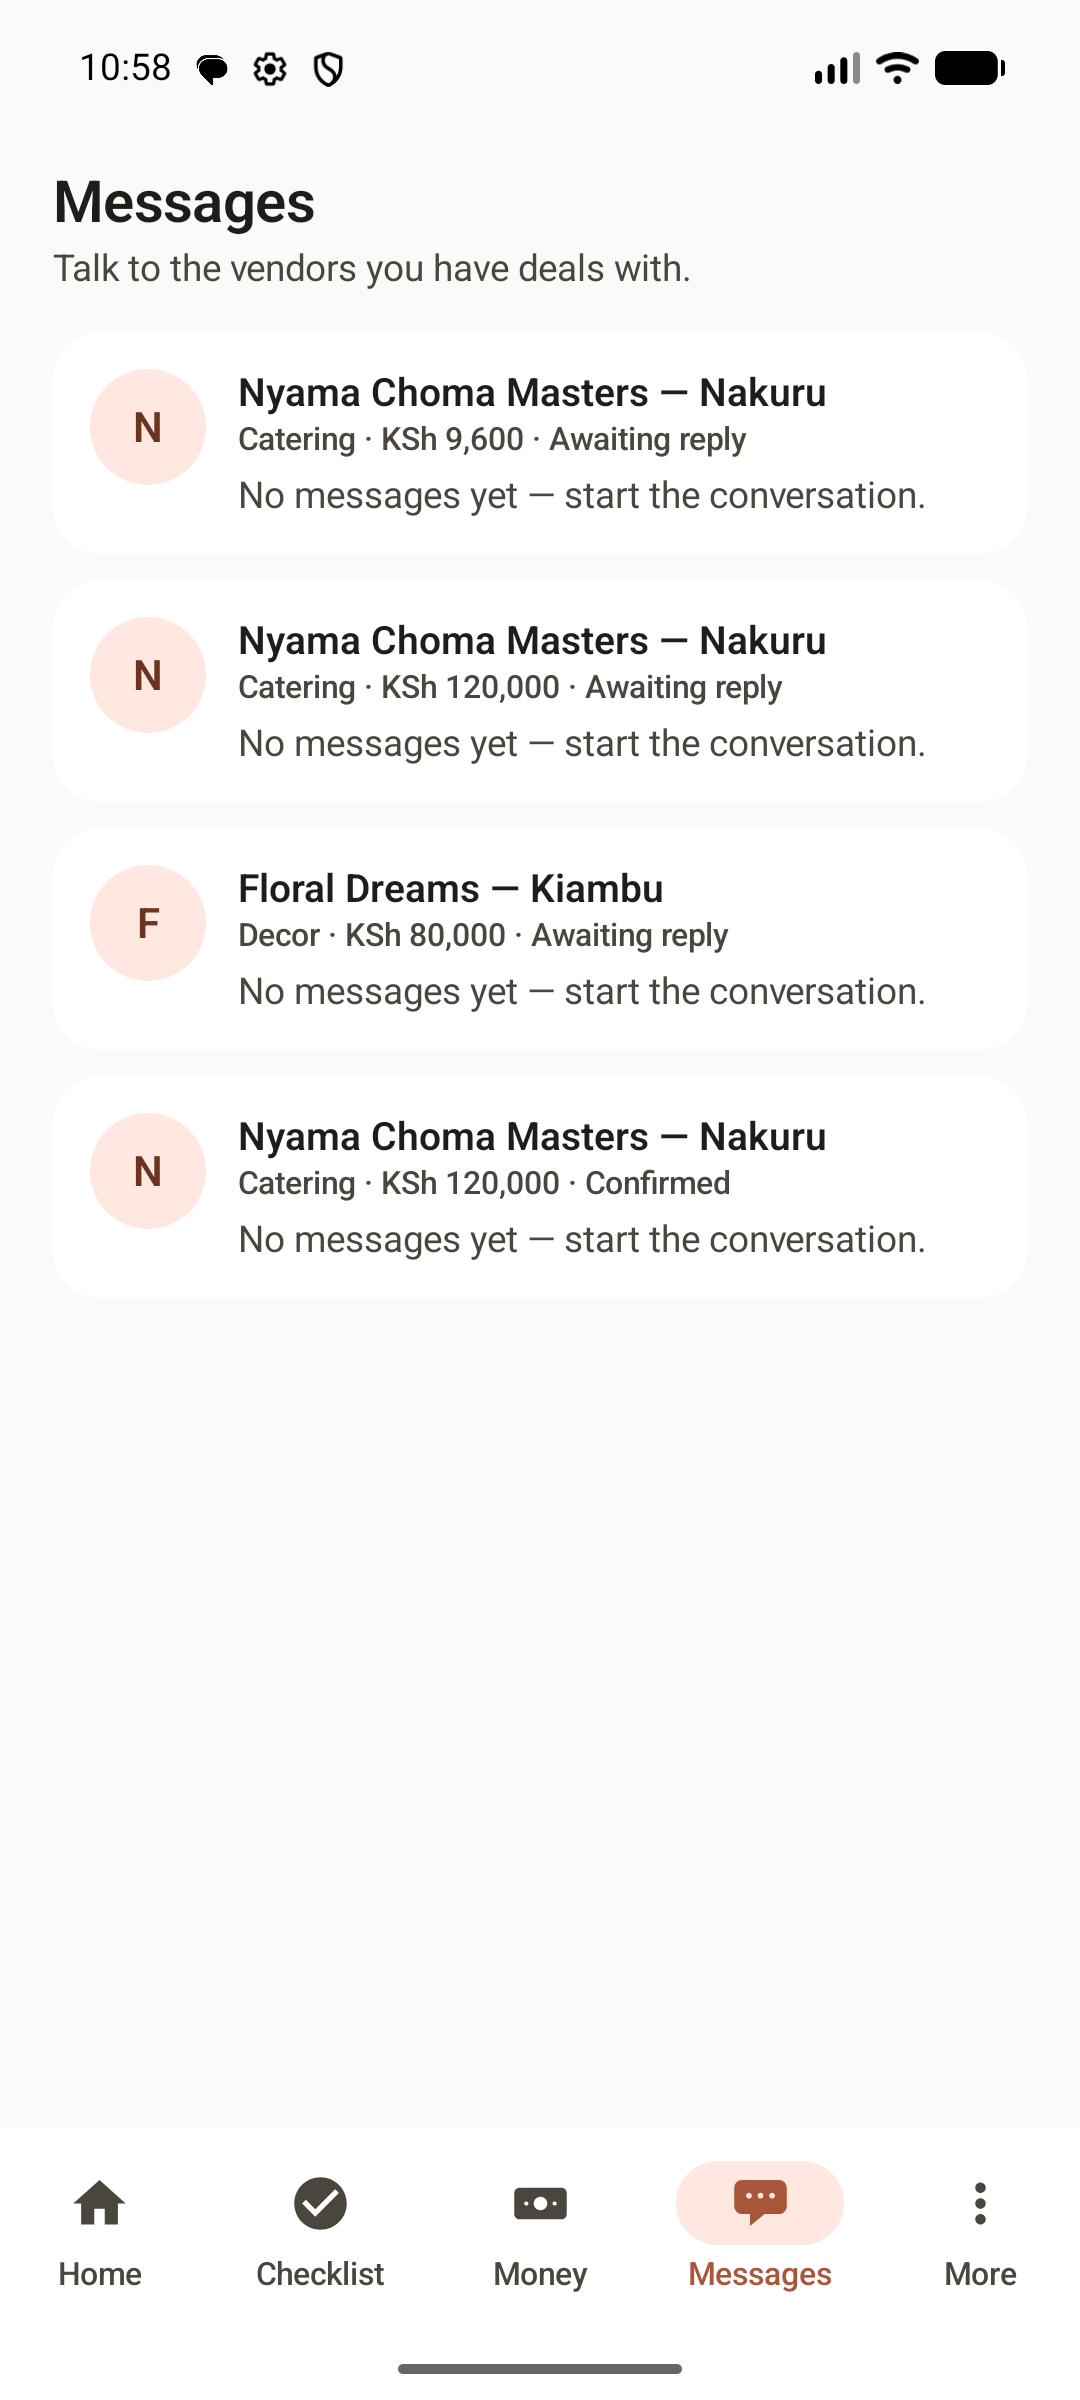 10:58
Messages
Talk to the vendors you have deals with.
N
Nyama Choma Masters — Nakuru
Catering · KSh 9,600 · Awaiting reply
No messages yet — start the conversation.
N
Nyama Choma Masters — Nakuru
Catering · KSh 120,000 · Awaiting reply
No messages yet — start the conversation.
F
Floral Dreams — Kiambu
Decor · KSh 80,000 · Awaiting reply
No messages yet — start the conversation.
N
Nyama Choma Masters — Nakuru
Catering · KSh 120,000 · Confirmed
No messages yet — start the conversation.
Home Checklist Money Messages More